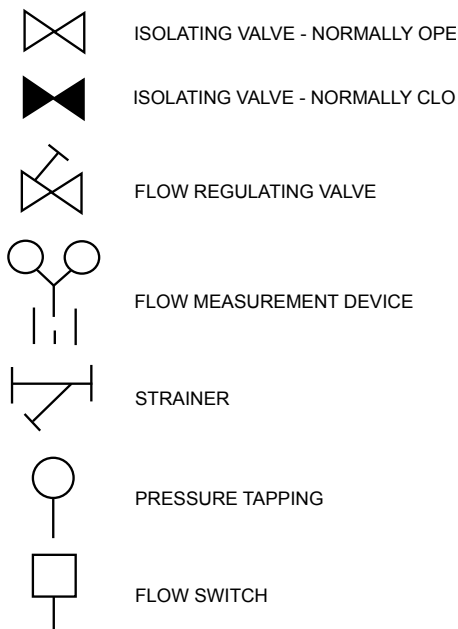 ISOLATING VALVE - NORMALLY OPE
ISOLATING VALVE - NORMALLY CLO
FLOW REGULATING VALVE
FLOW MEASUREMENT DEVICE
STRAINER
PRESSURE TAPPING
FLOW SWITCH